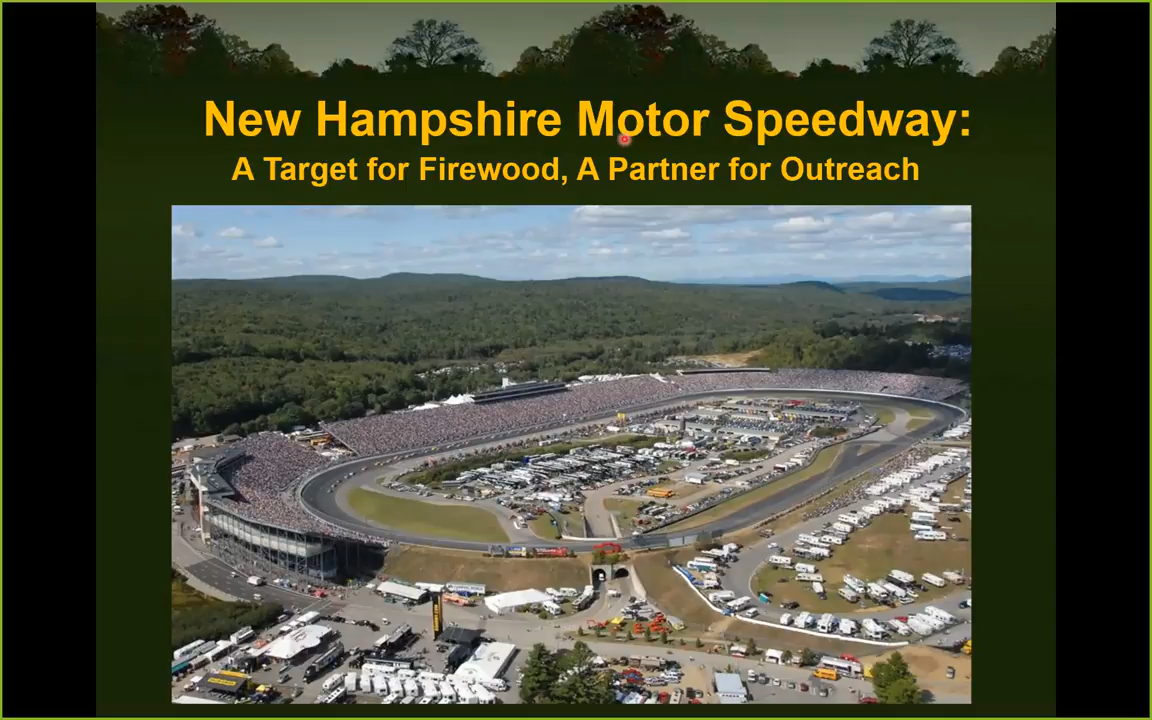 New Hampshire Motor Speedway:
A Target for Firewood, A Partner for Outreach